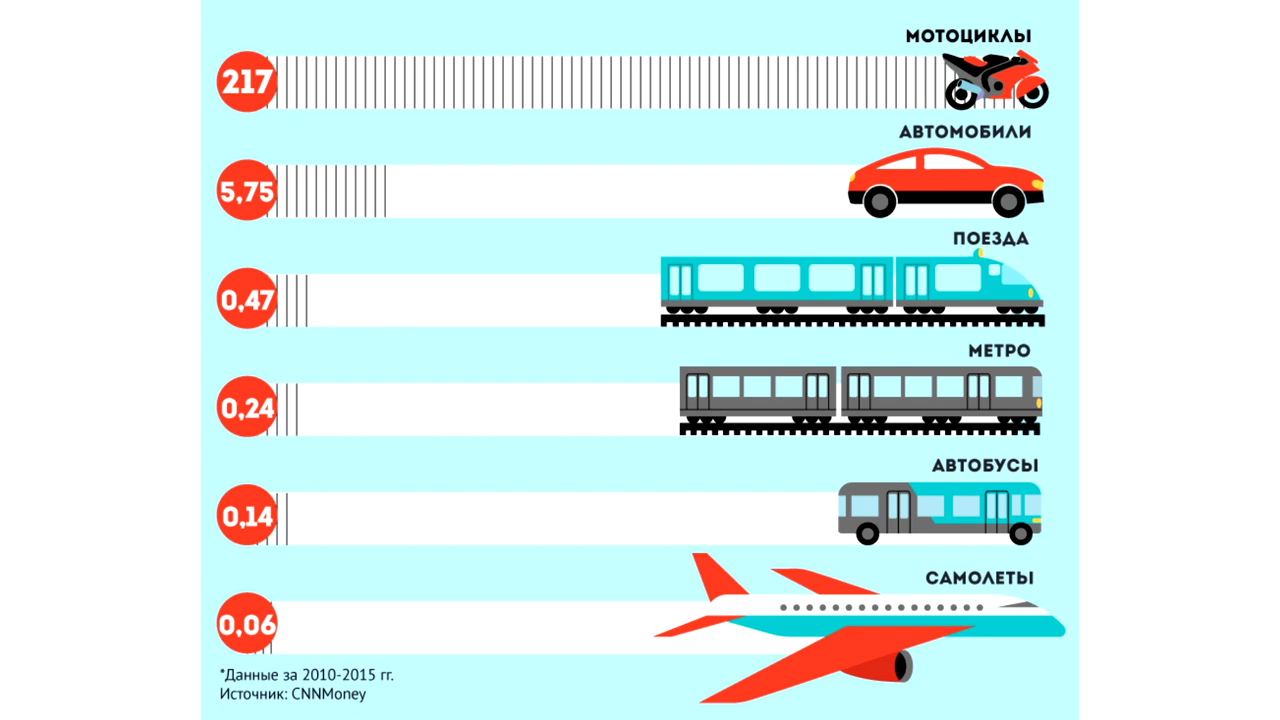 МОТОЦИКЛЫ
217
АВТОМОБИЛИ
5,75
ПОЕЗДА
0,47
МЕТРО
0,24
АВТОБУСЫ
0,14
САМОЛЕТЫ
0,06
*Данные за 2010-2015 гг.
Источник: CNNMoney